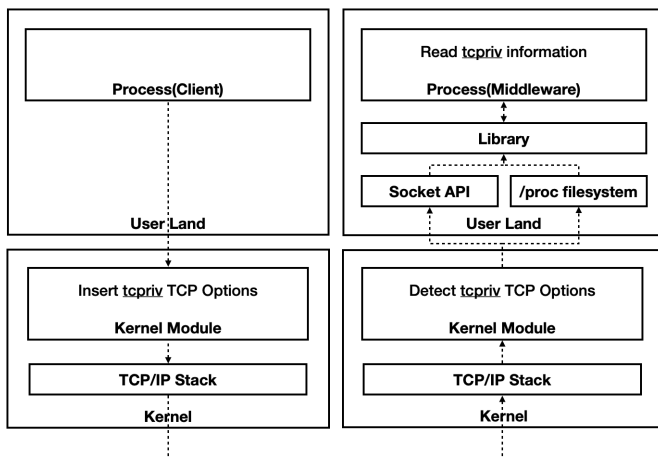 Process(Client)
User Land
Insert tcpriv TCP Options
Kernel Module
TCP/IP Stack
Kernel
Read tcpriv information
Process(Middleware)
Library
Socket API
/proc filesystem
User Land
Detect tcpriv TCP Options
Kernel Module
TCP/IP Stack
Kernel